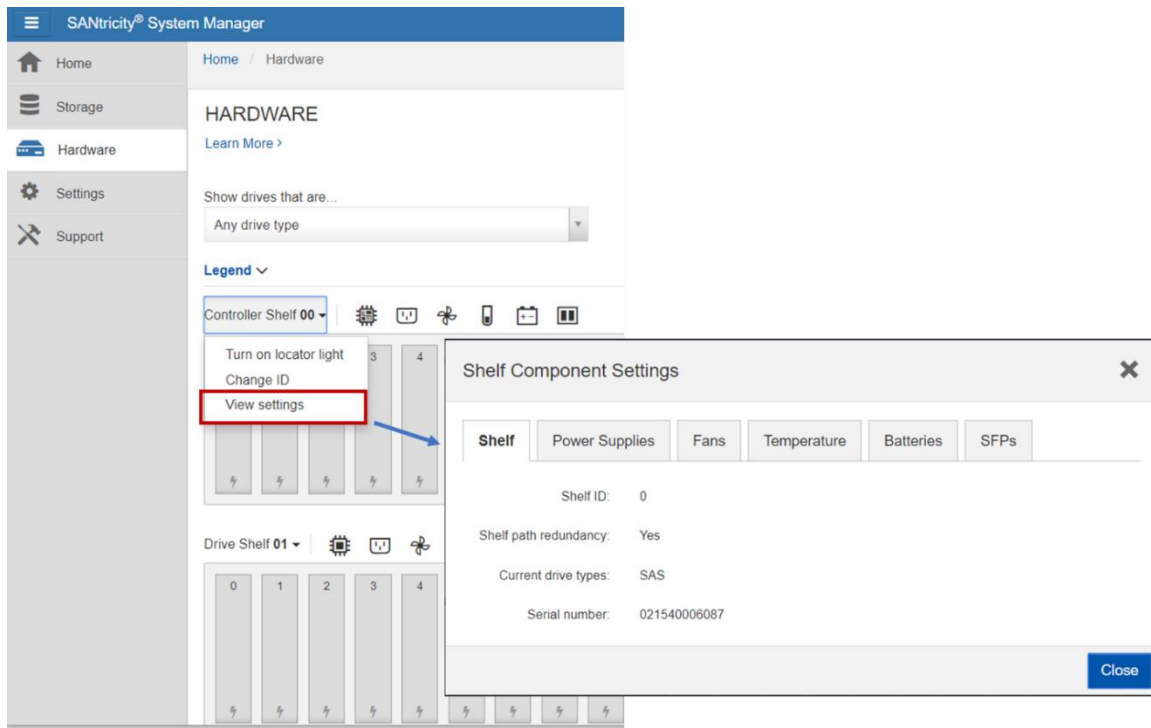 SANtricity® System Manager
Home
Storage
Hardware
Settings
Support
Home / Hardware
HARDWARE
Learn More >
Show drives that are...
Any drive type
Legend
Controller Shelf 00
Turn on locator light
Change ID
View settings
3 4
Drive Shelf 01
0 1 2 3 4
Shelf Component Settings
Shelf Power Supplies Fans Temperature Batteries SFPs
Shelf ID: 0
Shelf path redundancy: Yes
Current drive types: SAS
Serial number: 021540006087
Close